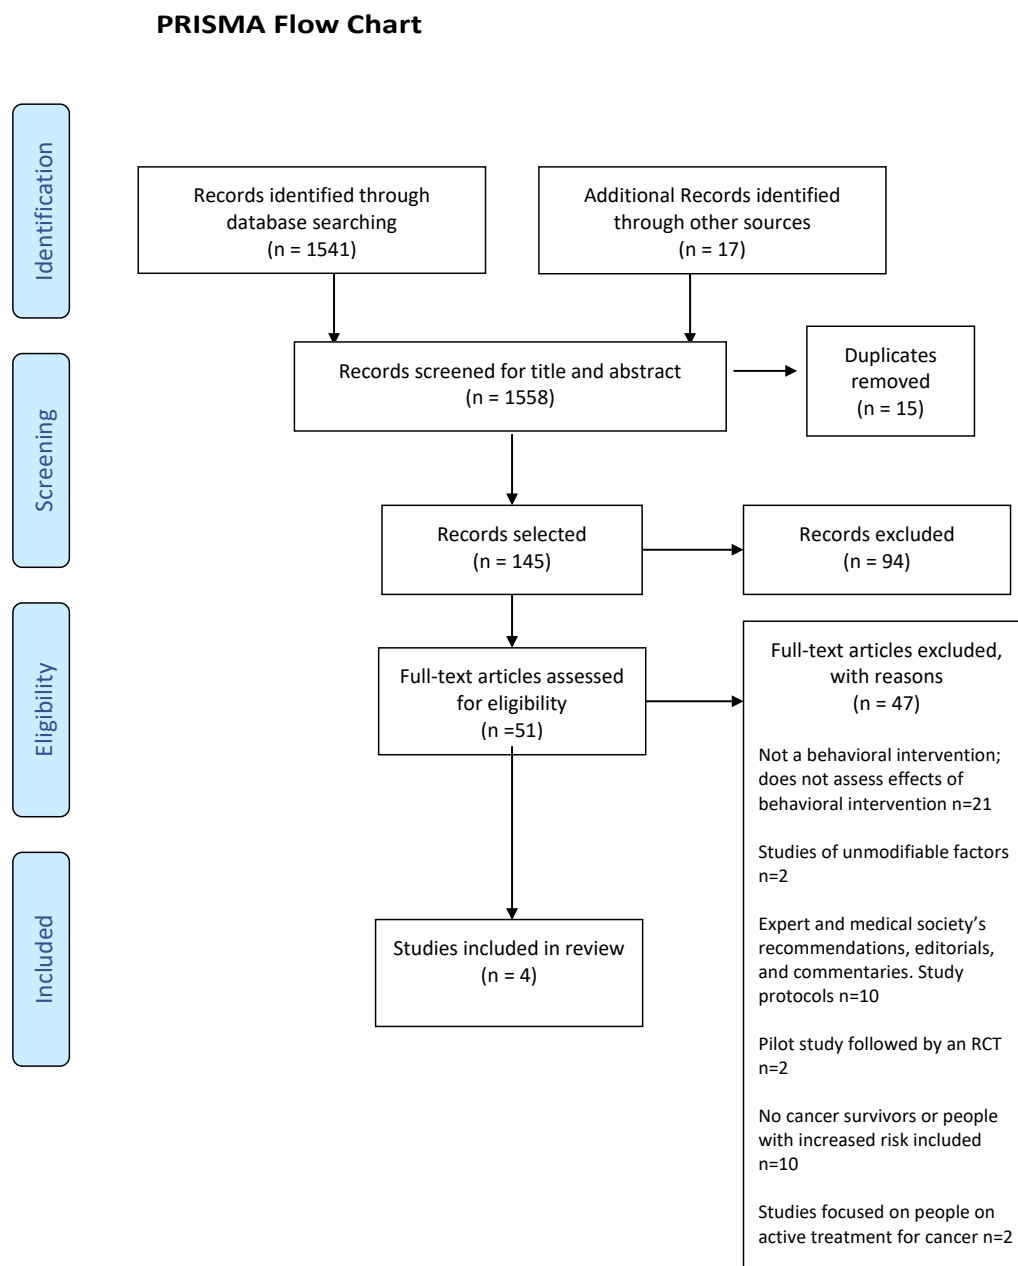 PRISMA Flow Chart
Identification
Records identified through
database searching
(n = 1541)
Additional Records identified
through other sources
(n = 17)
Screening
Records screened for title and abstract
(n = 1558)
Duplicates
removed
(n = 15)
Records selected
(n = 145)
Records excluded
(n = 94)
Eligibility
Full-text articles assessed
for eligibility
(n =51)
Full-text articles excluded,
with reasons
(n = 47)
Not a behavioral intervention;
does not assess effects of
behavioral intervention n=21
Studies of unmodifiable factors
n=2
Expert and medical society’s
recommendations, editorials,
and commentaries. Study
protocols n=10
Pilot study followed by an RCT
n=2
No cancer survivors or people
with increased risk included
n=10
Studies focused on people on
active treatment for cancer n=2
Included
Studies included in review
(n = 4)